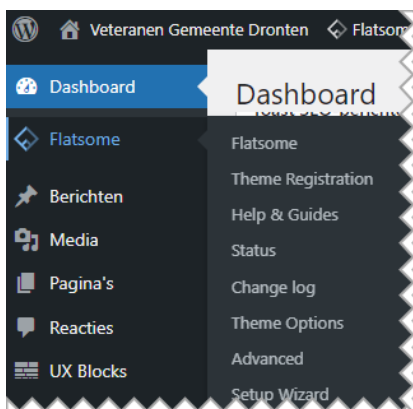 Veteranen Gemeente Dronten Flatsom
Dashboard
Dashboard
Flatsome
Flatsome
Theme Registration
Berichten
Help & Guides
Media
Status
Pagina's
Change log
Reacties
Theme Options
UX Blocks
Advanced
Setup Wizard